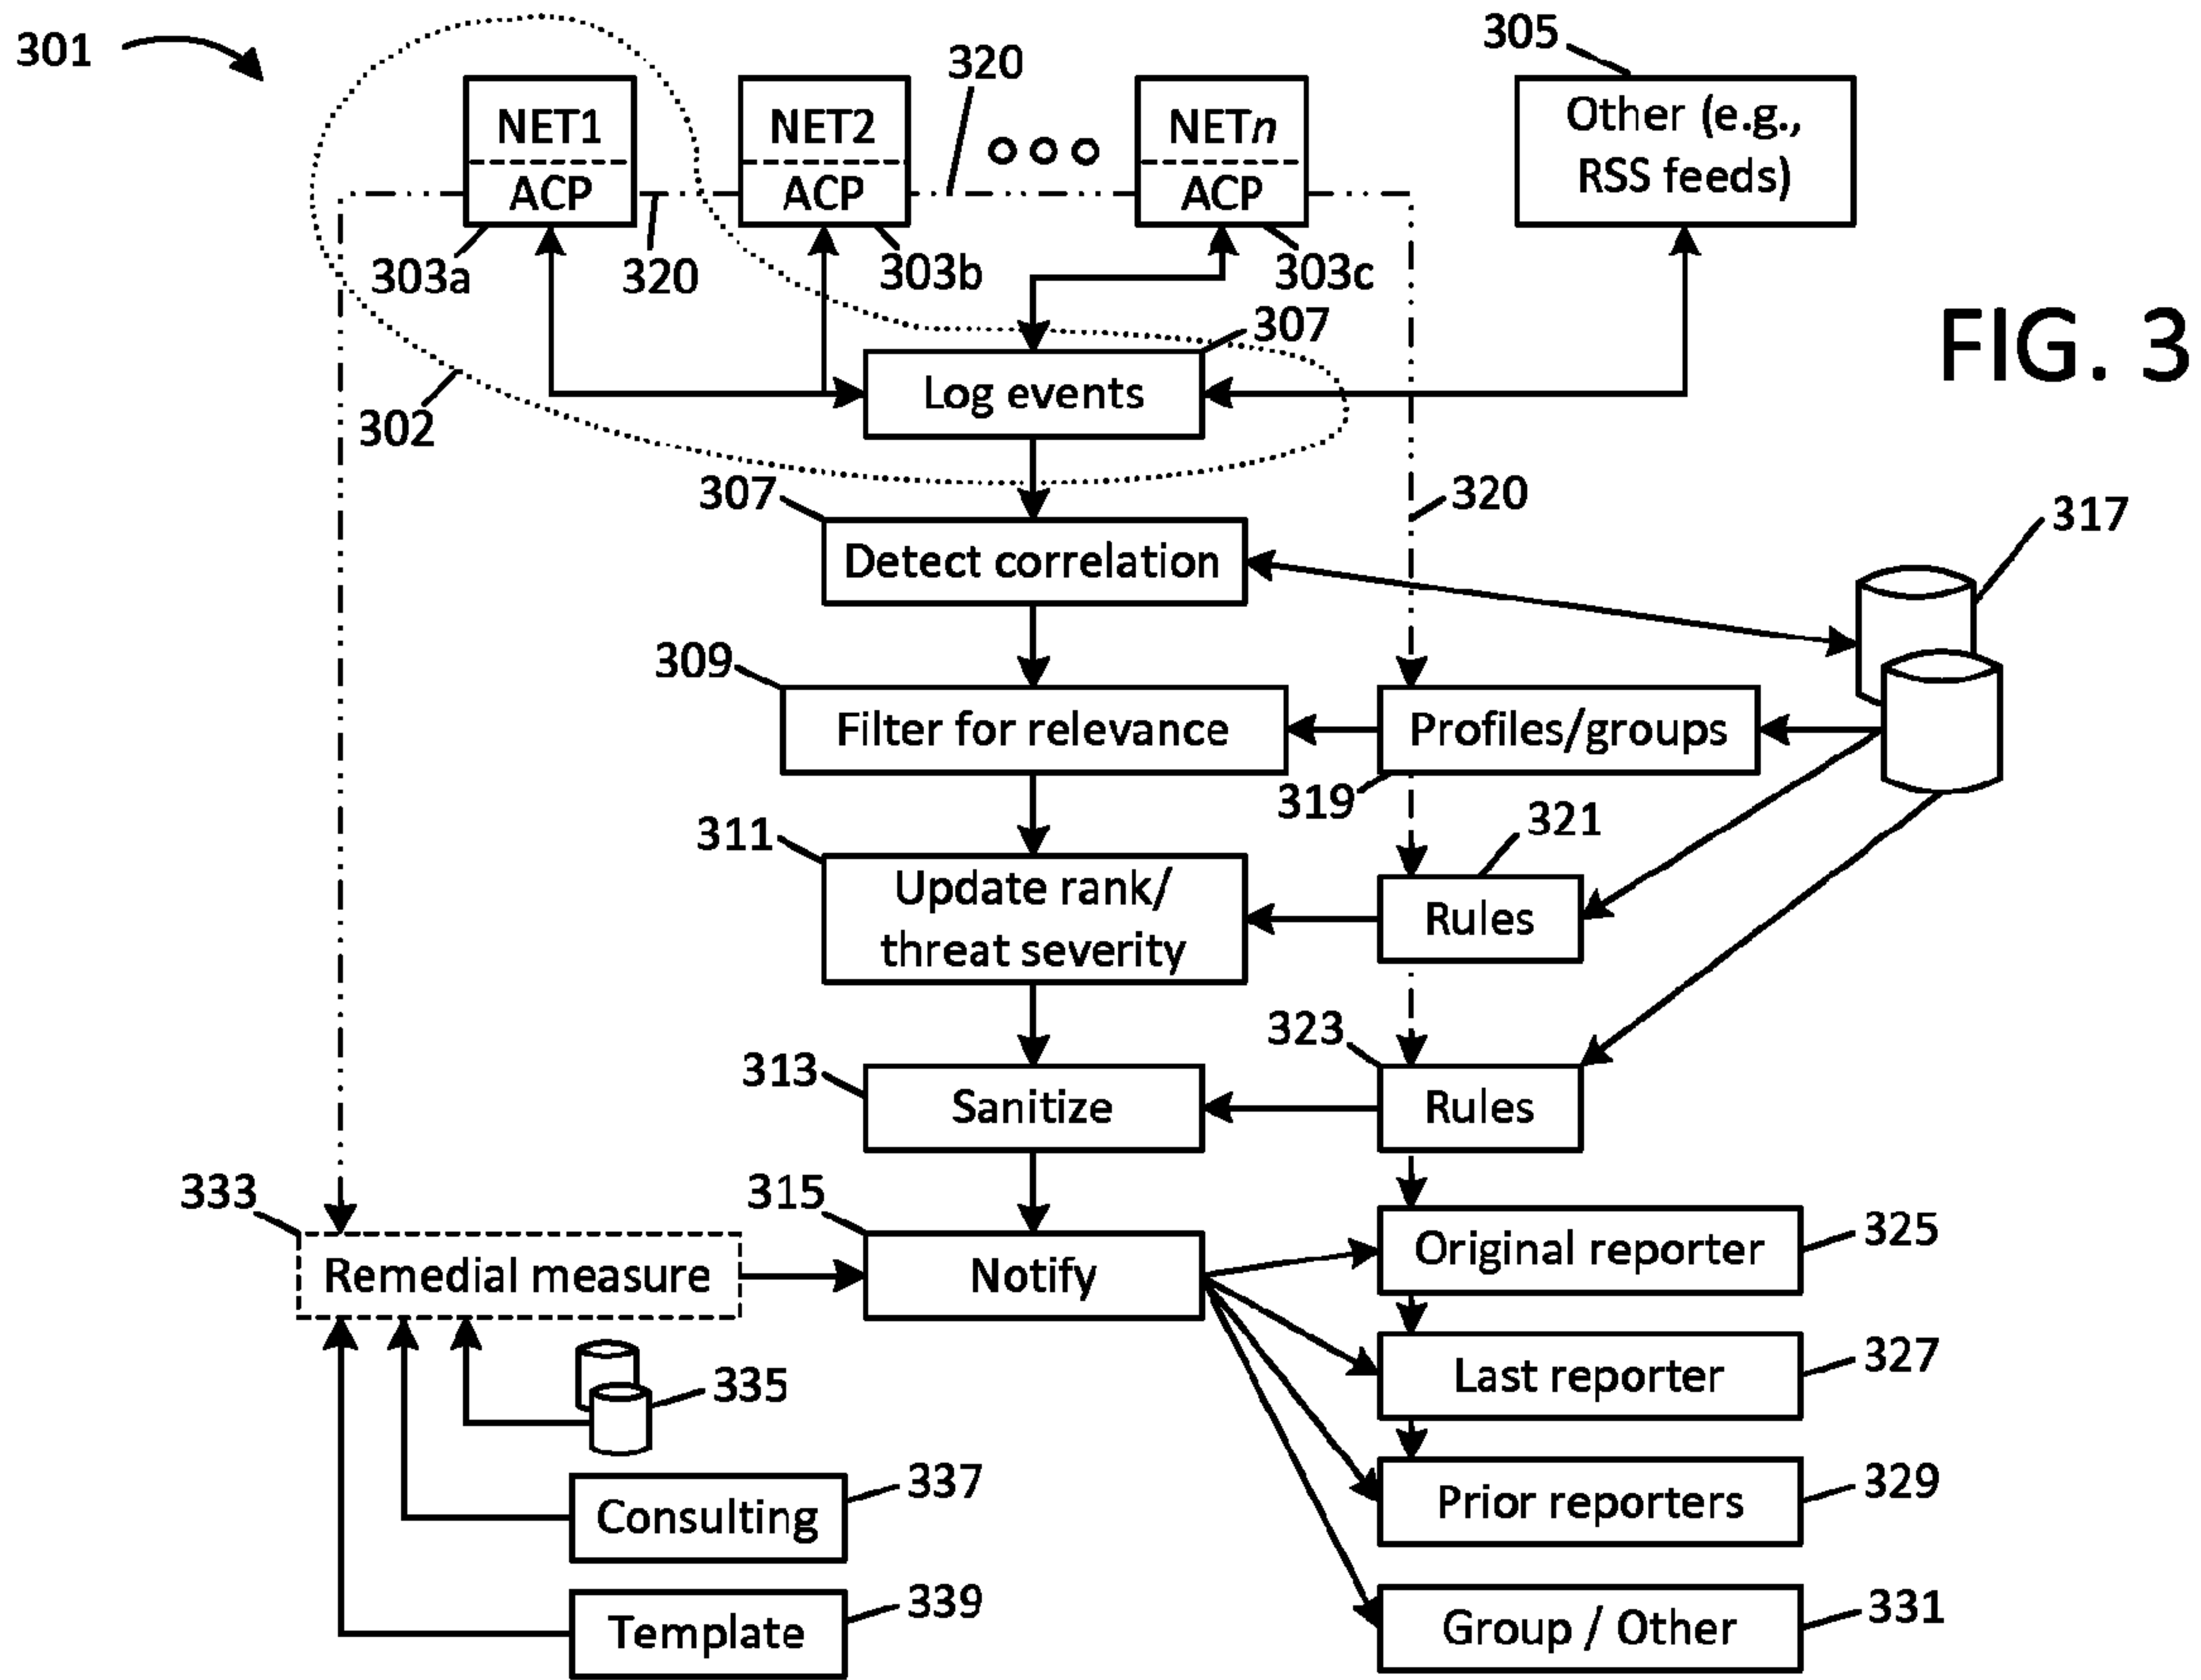 301
320
305
NET1
ACP
NET2
ACP
NETn
ACP
Other (e.g.,
RSS feeds)
303a
320
303b
303c
307
FIG. 3
Log events
302
307
320
317
Detect correlation
309
Filter for relevance
Profiles/groups
319
311
321
Update rank/
threat severity
Rules
323
313
Sanitize
Rules
333
315
325
Remedial measure
Notify
Original reporter
327
Last reporter
335
329
Prior reporters
337
Consulting
339
Template
331
Group / Other